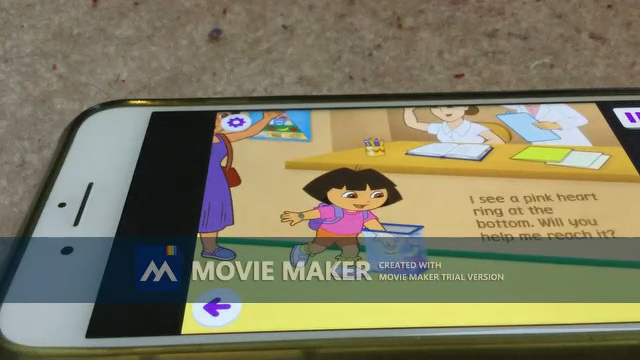 I see a pink heart
ring at the
bottom. Will you
help me reach it?
MOVIE MAKER
CREATED WITH
MOVIE MAKER TRIAL VERSION